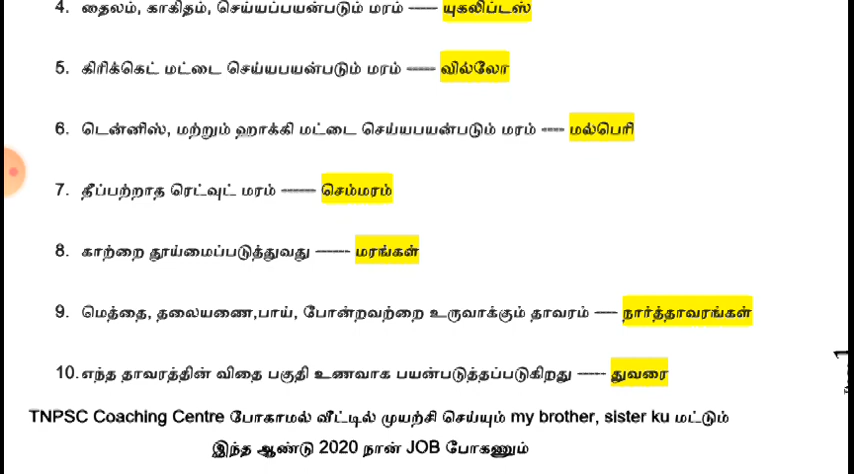 4. தைலம், காகிதம், செய்யப்பயன்படும் மரம் ----- யுகலிப்டஸ்
5. கிரிக்கெட் மட்டை செய்யபயன்படும் மரம் ----- வில்லோ
6. டென்னிஸ், மற்றும் ஹாக்கி மட்டை செய்யபயன்படும் மரம் ---- மல்பெரி
7. தீப்பற்றாத ரெட்வுட் மரம் ------ செம்மரம்
8. காற்றை தூய்மைப்படுத்துவது ------ மரங்கள்
9. மெத்தை, தலையணை,பாய், போன்றவற்றை உருவாக்கும் தாவரம் ---- நார்த்தாவரங்கள்
10.எந்த தாவரத்தின் விதை பகுதி உணவாக பயன்படுத்தப்படுகிறது ----- துவரை
TNPSC Coaching Centre போகாமல் வீட்டில் முயற்சி செய்யும் my brother, sister ku மட்டும்
இந்த ஆண்டு 2020 நான் JOB போகணும்
1